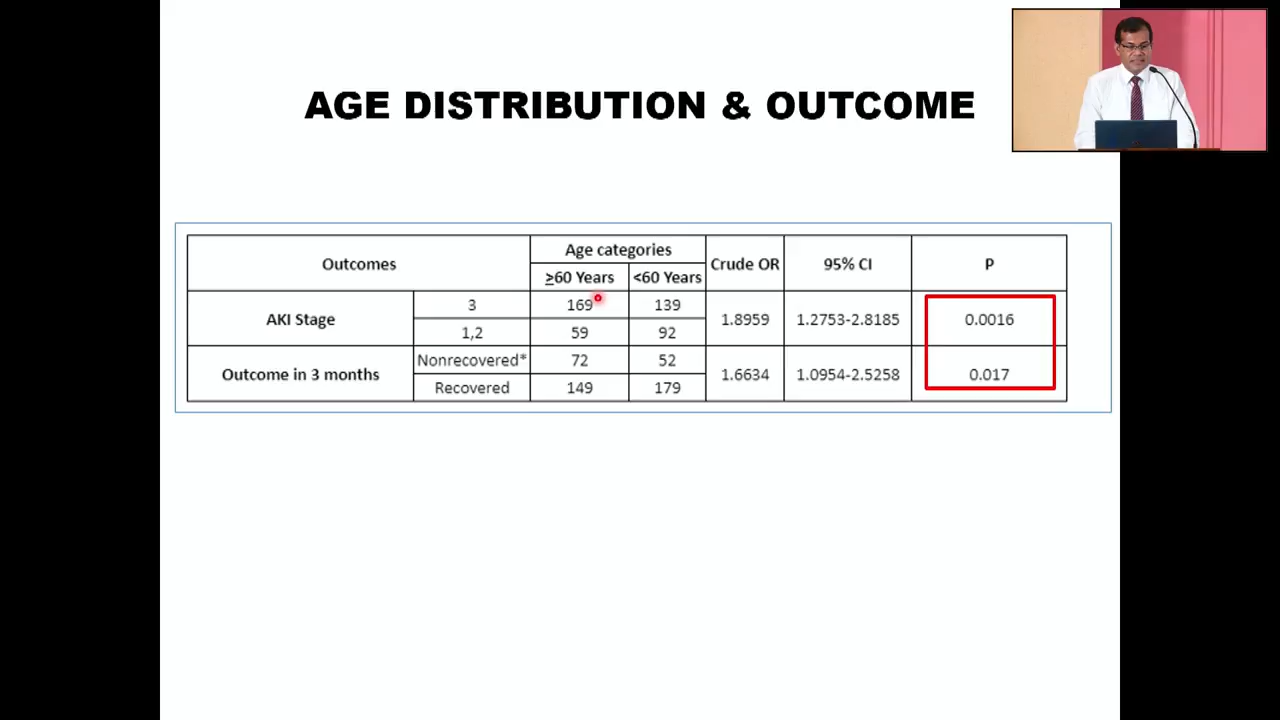 AGE DISTRIBUTION & OUTCOME
Outcomes Age categories Crude OR 95% CI P
≥60 Years <60 Years
AKI Stage 3 169 139 1.8959 1.2753-2.8185 0.0016
1,2 59 92
Outcome in 3 months Nonrecovered* 72 52 1.6634 1.0954-2.5258 0.017
Recovered 149 179